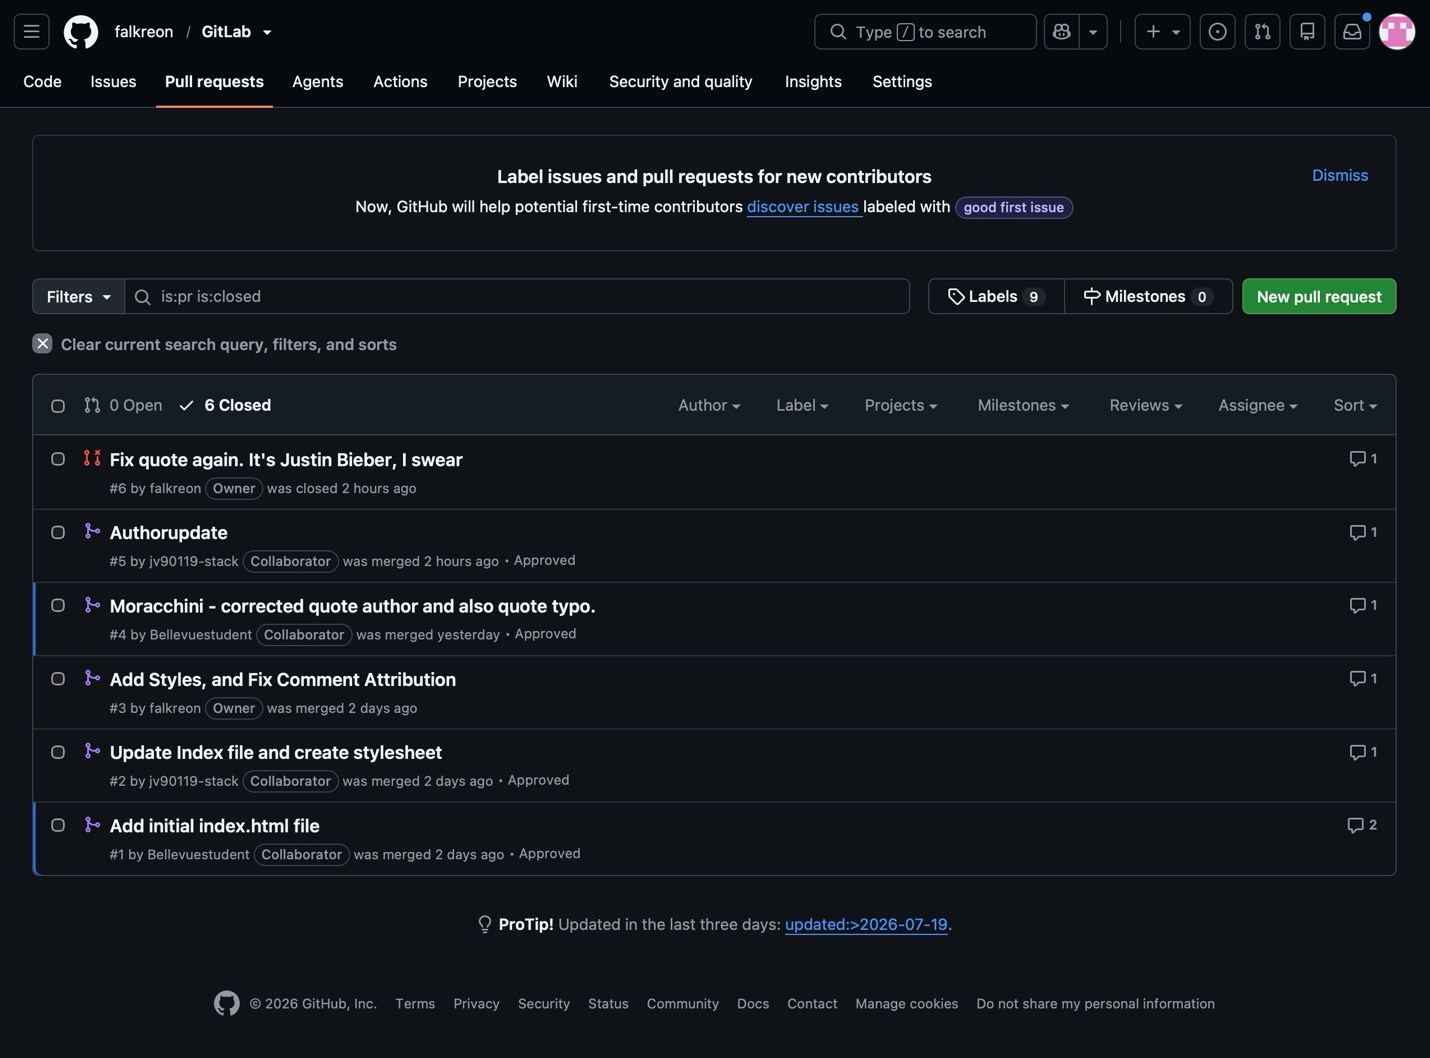 falkreon / GitLab
Type / to search
Code Issues Pull requests Agents Actions Projects Wiki Security and quality Insights Settings
Label issues and pull requests for new contributors
Dismiss
Now, GitHub will help potential first-time contributors discover issues labeled with good first issue
Filters is:pr is:closed Labels 9 Milestones 0 New pull request
Clear current search query, filters, and sorts
0 Open 6 Closed Author Label Projects Milestones Reviews Assignee Sort
Fix quote again. It's Justin Bieber, I swear 1
#6 by falkreon Owner was closed 2 hours ago
Authorupdate 1
#5 by jv90119-stack Collaborator was merged 2 hours ago • Approved
Moracchini - corrected quote author and also quote typo. 1
#4 by Bellevuestudent Collaborator was merged yesterday • Approved
Add Styles, and Fix Comment Attribution 1
#3 by falkreon Owner was merged 2 days ago
Update Index file and create stylesheet 1
#2 by jv90119-stack Collaborator was merged 2 days ago • Approved
Add initial index.html file 2
#1 by Bellevuestudent Collaborator was merged 2 days ago • Approved
ProTip! Updated in the last three days: updated:>2026-07-19.
© 2026 GitHub, Inc. Terms Privacy Security Status Community Docs Contact Manage cookies Do not share my personal information